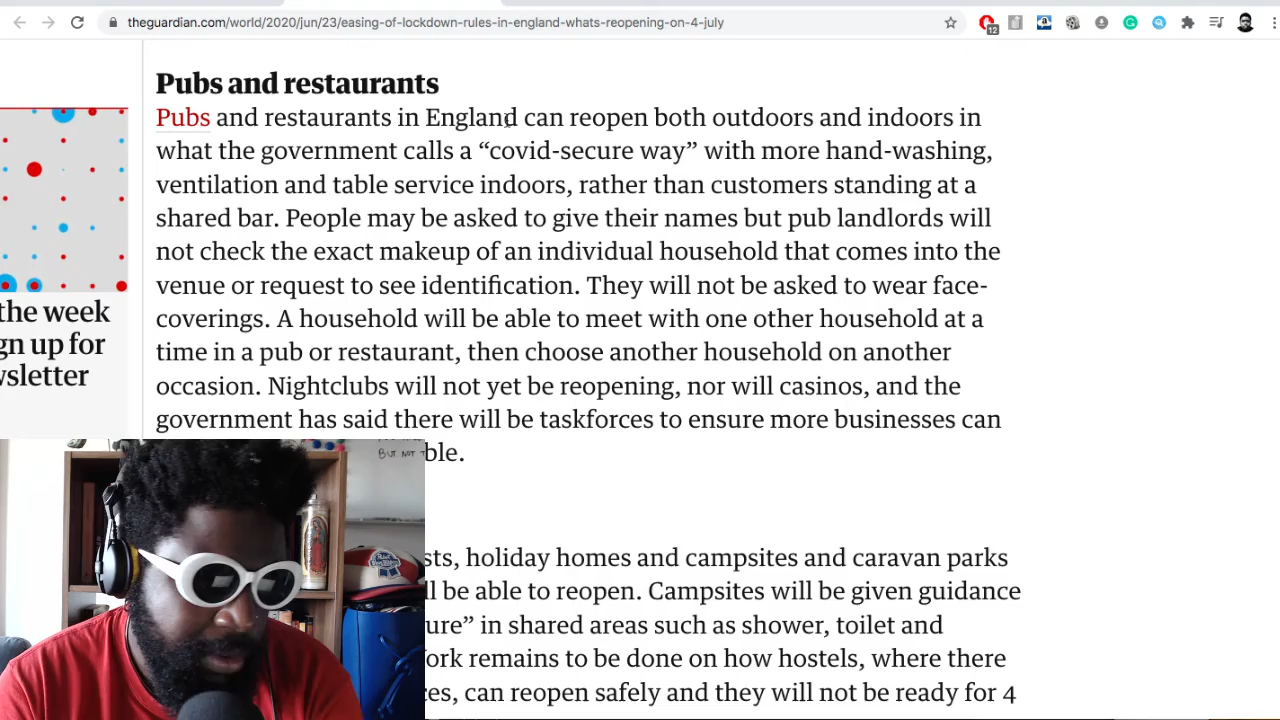 theguardian.com/world/2020/jun/23/easing-of-lockdown-rules-in-england-whats-reopening-on-4-july
12
Pubs and restaurants
Pubs and restaurants in England can reopen both outdoors and indoors in
what the government calls a “covid-secure way” with more hand-washing,
ventilation and table service indoors, rather than customers standing at a
shared bar. People may be asked to give their names but pub landlords will
not check the exact makeup of an individual household that comes into the
venue or request to see identification. They will not be asked to wear face-
coverings. A household will be able to meet with one other household at a
time in a pub or restaurant, then choose another household on another
occasion. Nightclubs will not yet be reopening, nor will casinos, and the
government has said there will be taskforces to ensure more businesses can
ble.
sts, holiday homes and campsites and caravan parks
ll be able to reopen. Campsites will be given guidance
ure” in shared areas such as shower, toilet and
ork remains to be done on how hostels, where there
ces, can reopen safely and they will not be ready for 4
the week
gn up for
vsletter
BUT NOT